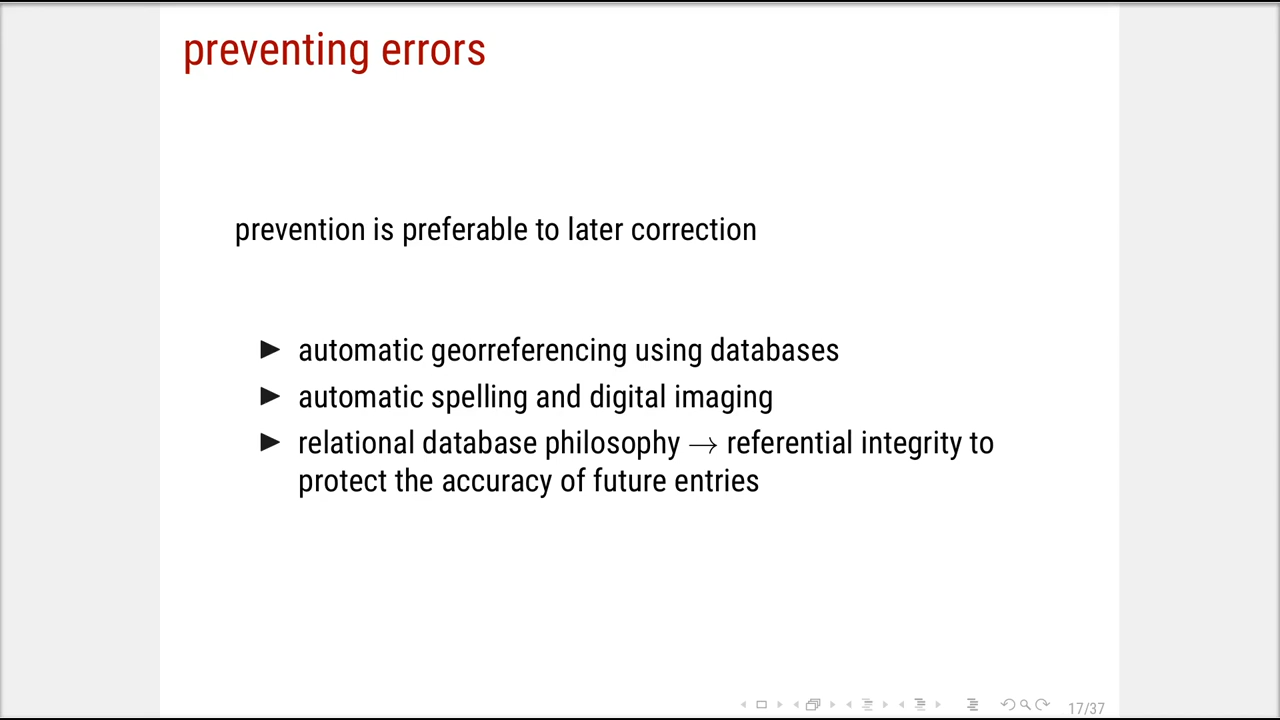 preventing errors
prevention is preferable to later correction
▶ automatic georreferencing using databases
▶ automatic spelling and digital imaging
▶ relational database philosophy → referential integrity to
protect the accuracy of future entries
17/37